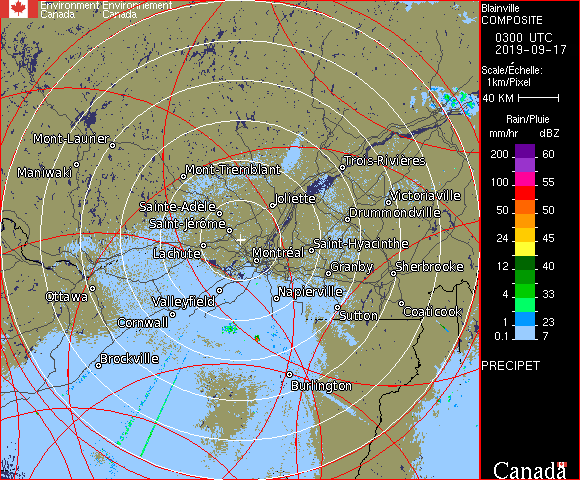 Environment Environnement
Canada Canada
Blainville
COMPOSITE
0300 UTC
2019-09-17
Scale/Échelle:
1km/Pixel
40 KM
Rain/Pluie
mm/hr dBZ
200 60
100 55
50 50
24 45
12 40
4 33
1 23
0.1 7
PRECIPET
Mont-Laurier
Maniwaki
Mont-Tremblant
Trois-Rivières
Sainte-Adèle
Joliette
Victoriaville
Drummondville
Saint-Jérôme
Lachute
Montréal
Saint-Hyacinthe
Granby
Sherbrooke
Ottawa
Valleyfield
Napierville
Coaticook
Cornwall
Sutton
Brockville
Burlington
Canada